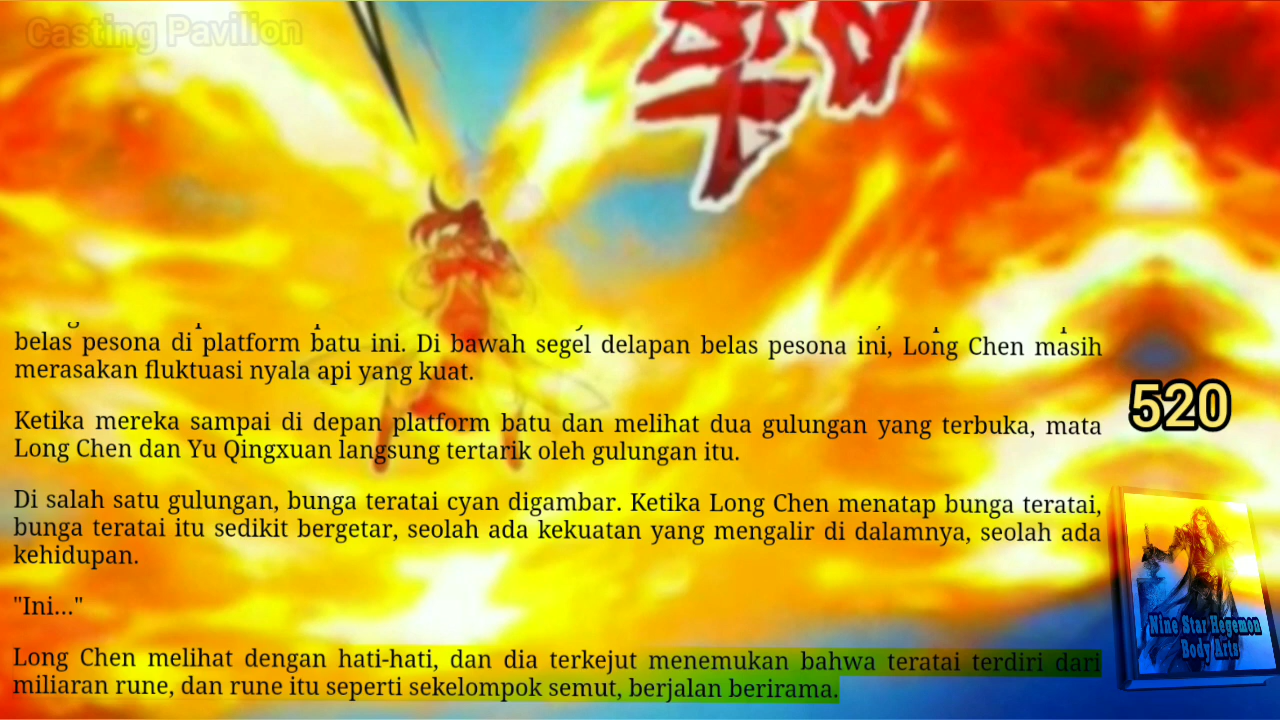 Casting Pavilion
belas pesona di platform batu ini. Di bawah segel delapan belas pesona ini, Long Chen masih
merasakan fluktuasi nyala api yang kuat.
Ketika mereka sampai di depan platform batu dan melihat dua gulungan yang terbuka, mata
Long Chen dan Yu Qingxuan langsung tertarik oleh gulungan itu.
520
Di salah satu gulungan, bunga teratai cyan digambar. Ketika Long Chen menatap bunga teratai,
bunga teratai itu sedikit bergetar, seolah ada kekuatan yang mengalir di dalamnya, seolah ada
kehidupan.
"Ini..."
Long Chen melihat dengan hati-hati, dan dia terkejut menemukan bahwa teratai terdiri dari
miliaran rune, dan rune itu seperti sekelompok semut, berjalan berirama.
Nine Star Hegemon
Body Arts